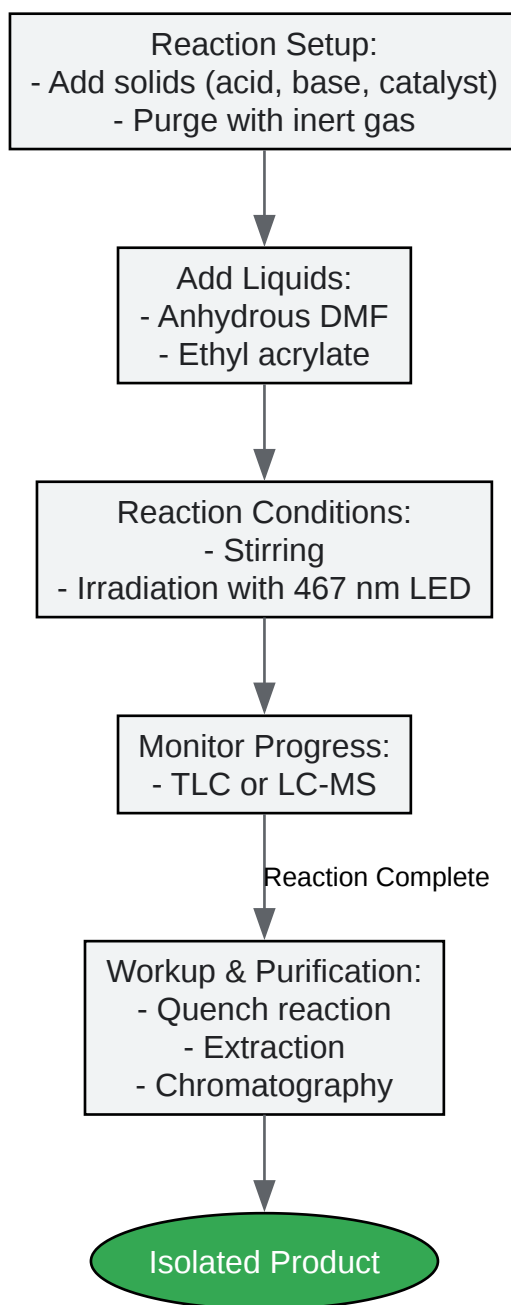 Reaction Setup:
- Add solids (acid, base, catalyst)
- Purge with inert gas
Add Liquids:
- Anhydrous DMF
- Ethyl acrylate
Reaction Conditions:
- Stirring
- Irradiation with 467 nm LED
Monitor Progress:
- TLC or LC-MS
Reaction Complete
Workup & Purification:
- Quench reaction
- Extraction
- Chromatography
Isolated Product